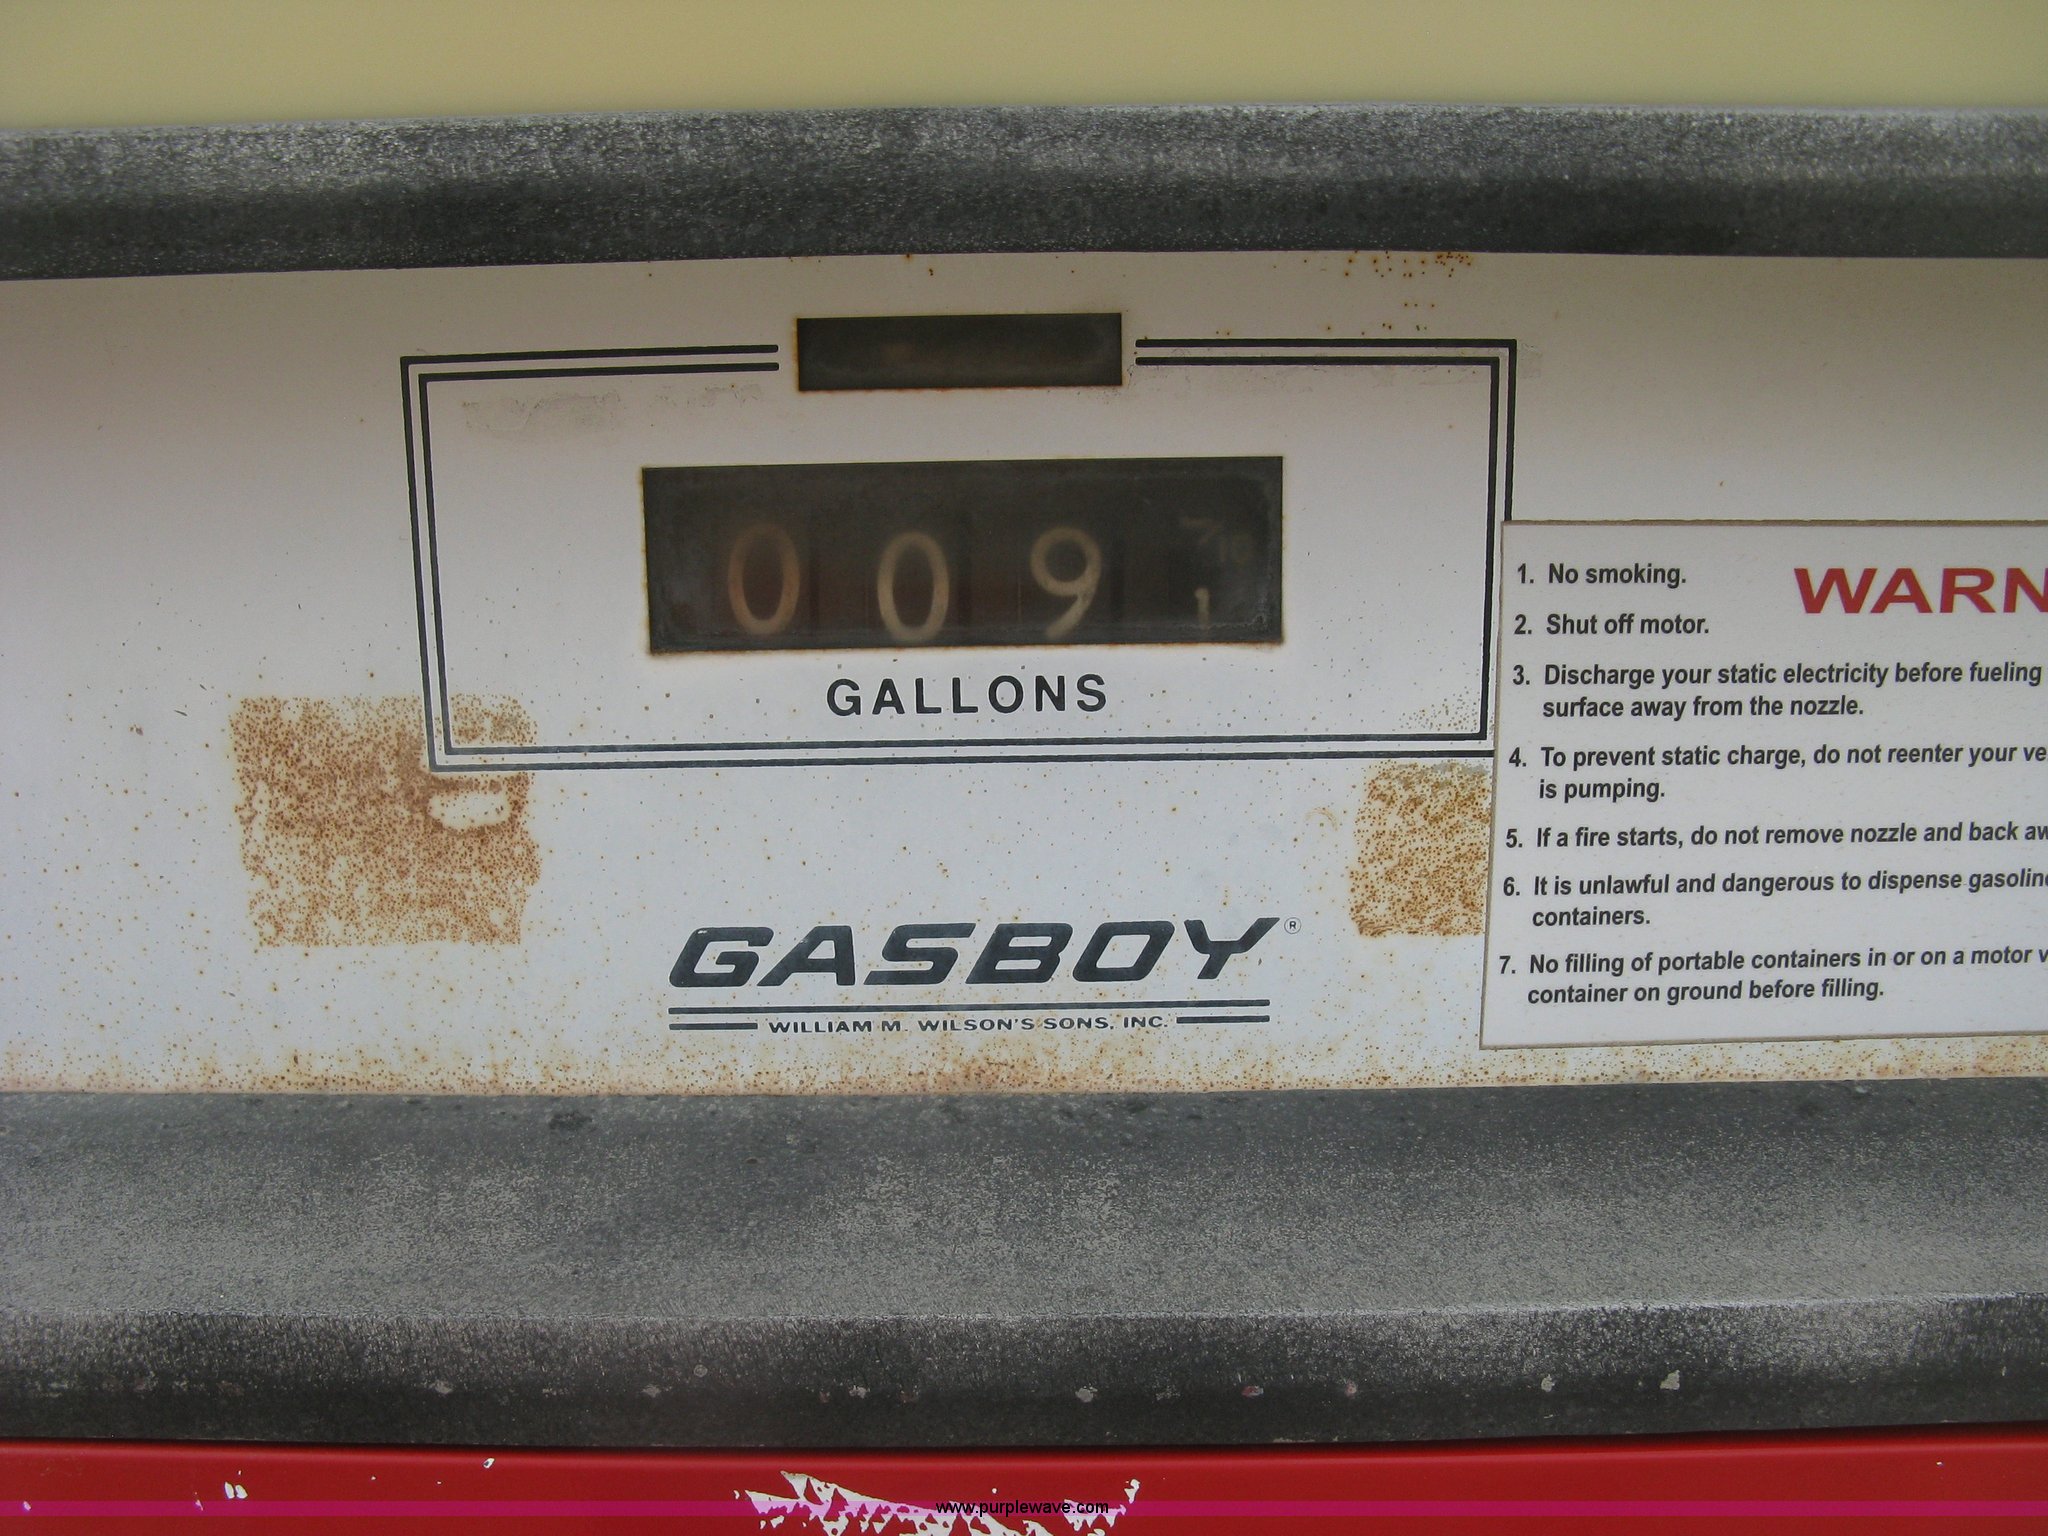 009
GALLONS
GASBOY®
WILLIAM M. WILSON'S SONS, INC.
WARN
1. No smoking.
2. Shut off motor.
3. Discharge your static electricity before fueling
surface away from the nozzle.
4. To prevent static charge, do not reenter your ve
is pumping.
5. If a fire starts, do not remove nozzle and back aw
6. It is unlawful and dangerous to dispense gasoline
containers.
7. No filling of portable containers in or on a motor v
container on ground before filling.
www.purplewave.com